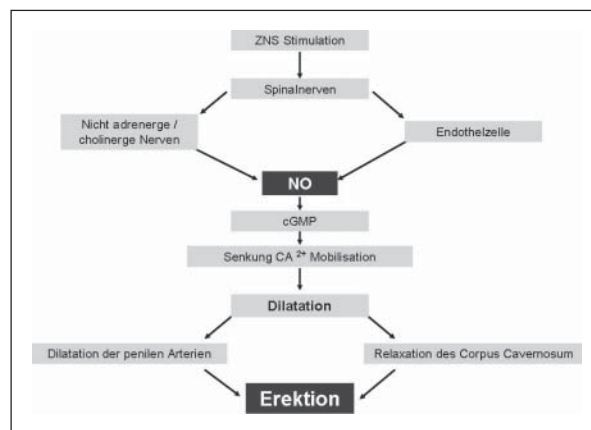 ZNS Stimulation
Spinalnerven
Nicht adrenerge /
cholinerge Nerven
Endothelzelle
NO
cGMP
Senkung CA 2+ Mobilisation
Dilatation
Dilatation der penilen Arterien
Relaxation des Corpus Cavernosum
Erektion